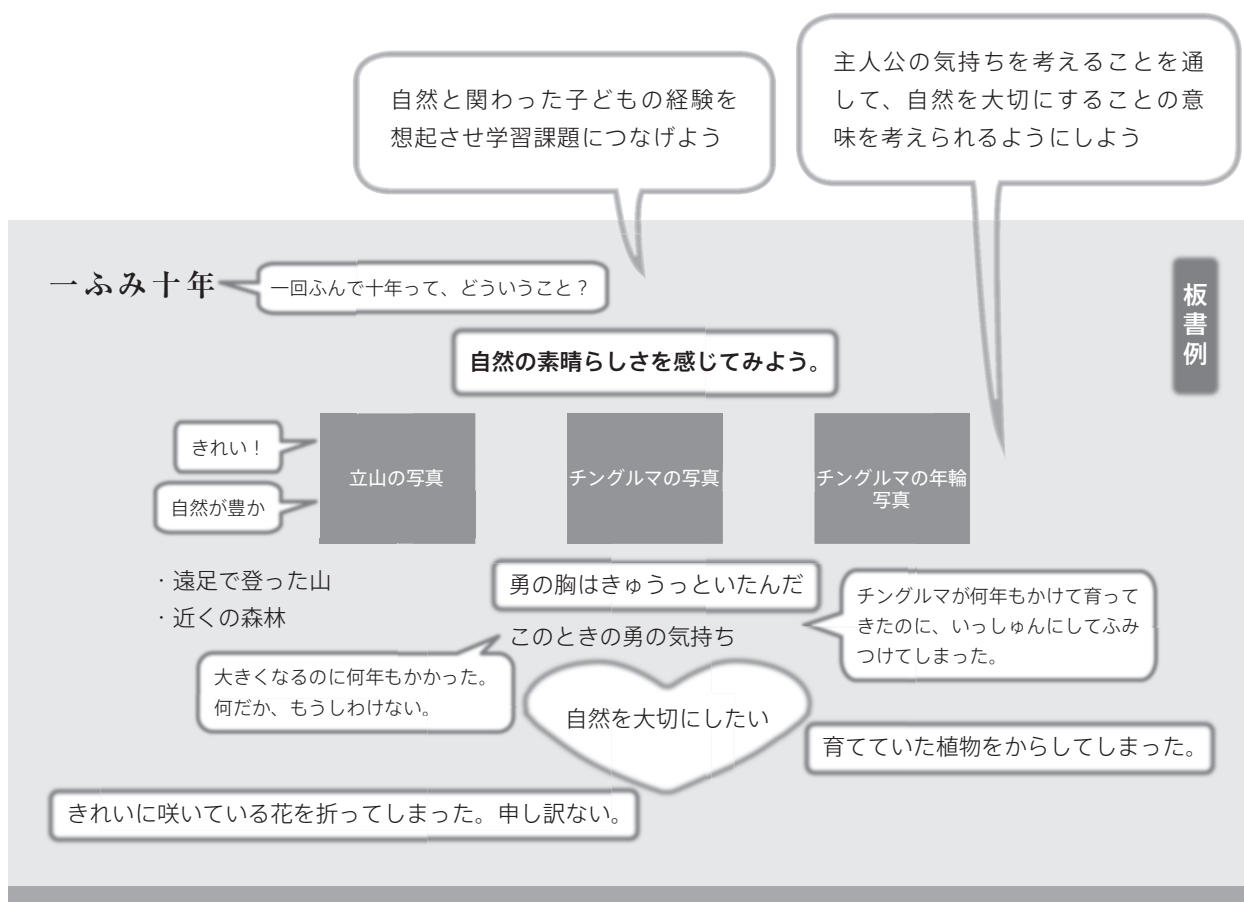 自然と関わった子どもの経験を
想起させ学習課題につなげよう
主人公の気持ちを考えることを通
して、自然を大切にすることの意
味を考えられるようにしよう
板書例
一ふみ十年
一回ふんで十年って、どういうこと？
自然の素晴らしさを感じてみよう。
きれい！
自然が豊か
立山の写真
チングルマの写真
チングルマの年輪
写真
・遠足で登った山
・近くの森林
勇の胸はきゅうっといたんだ
このときの勇の気持ち
チングルマが何年もかけて育って
きたのに、いっしゅんにしてふみ
つけてしまった。
大きくなるのに何年もかかった。
何だか、もうしわけない。
自然を大切にしたい
育てていた植物をからしてしまった。
きれいに咲いている花を折ってしまった。申し訳ない。